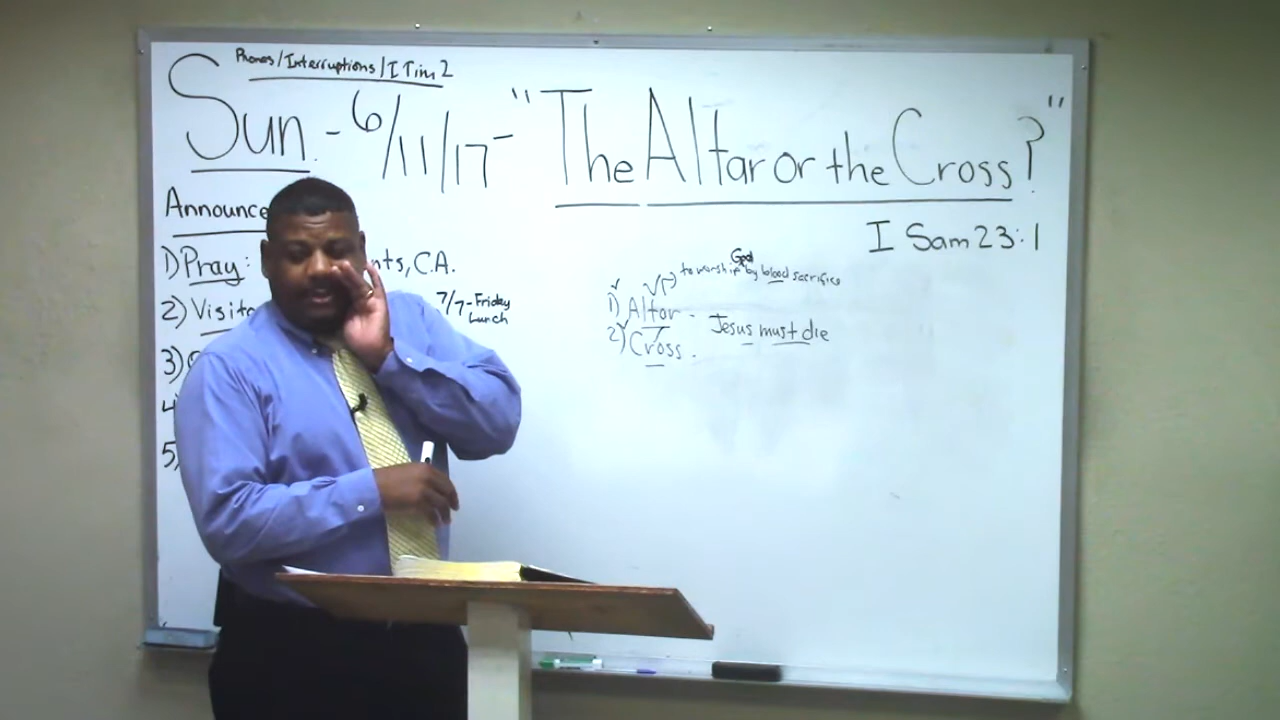 Phones/Interruptions/I Tim 2
Sun - 6/11/17 - "The Altar or the Cross?"
I Sam 23:1
Announce
1) Pray: nts, C.A.
2) Visit 7/7-Friday
Lunch
3)
4)
5)
God
to worship by blood sacrifice
1) Altar -
Jesus must die
2) Cross.